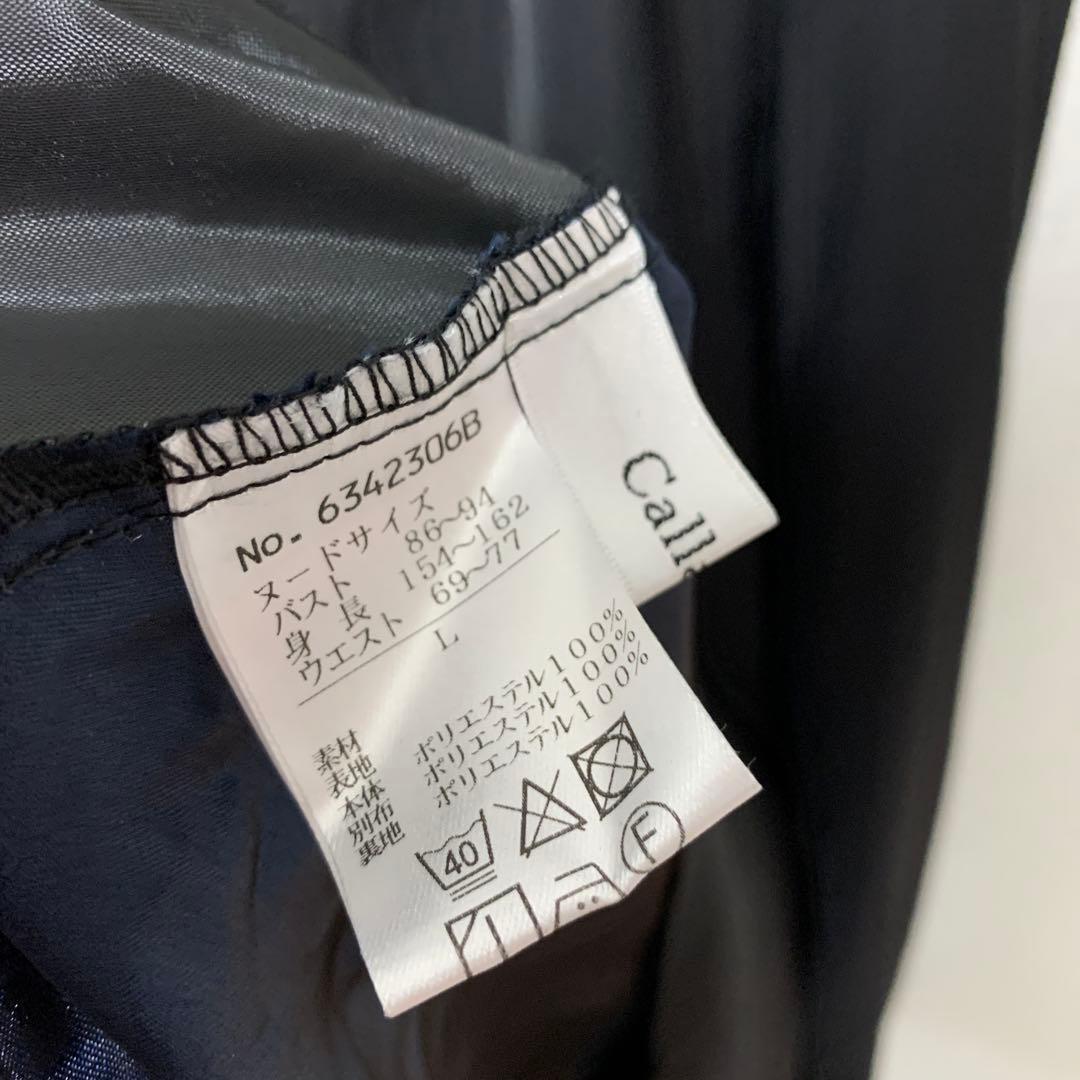 No. 6342306B
ヌードサイズ
バスト 86~94
身長 154~162
ウエスト 69~77
L
素材
表地
本体 ポリエステル100%
別布 ポリエステル100%
裏地 ポリエステル100%
40
F
Call